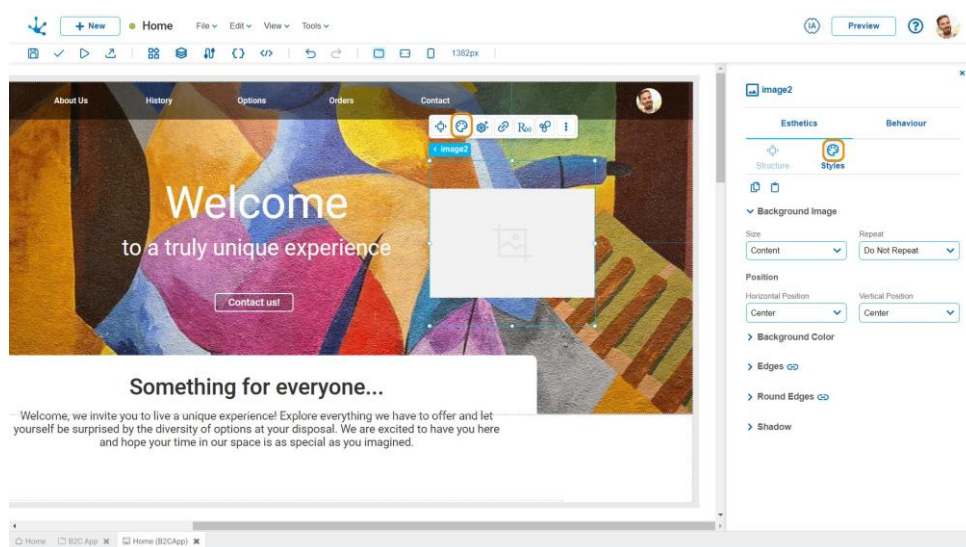 + New
Home
File
Edit
View
Tools
IA
Preview
?
1382px
About Us
History
Options
Orders
Contact
R(x)
< image2
Welcome
to a truly unique experience
Contact us!
Something for everyone...
Welcome, we invite you to live a unique experience! Explore everything we have to offer and let
yourself be surprised by the diversity of options at your disposal. We are excited to have you here
and hope your time in our space is as special as you imagined.
image2
Esthetics
Behaviour
Structure
Styles
Background Image
Size
Repeat
Content
Do Not Repeat
Position
Horizontal Position
Vertical Position
Center
Center
Background Color
Edges
Round Edges
Shadow
Home
B2C App
Home (B2CApp)